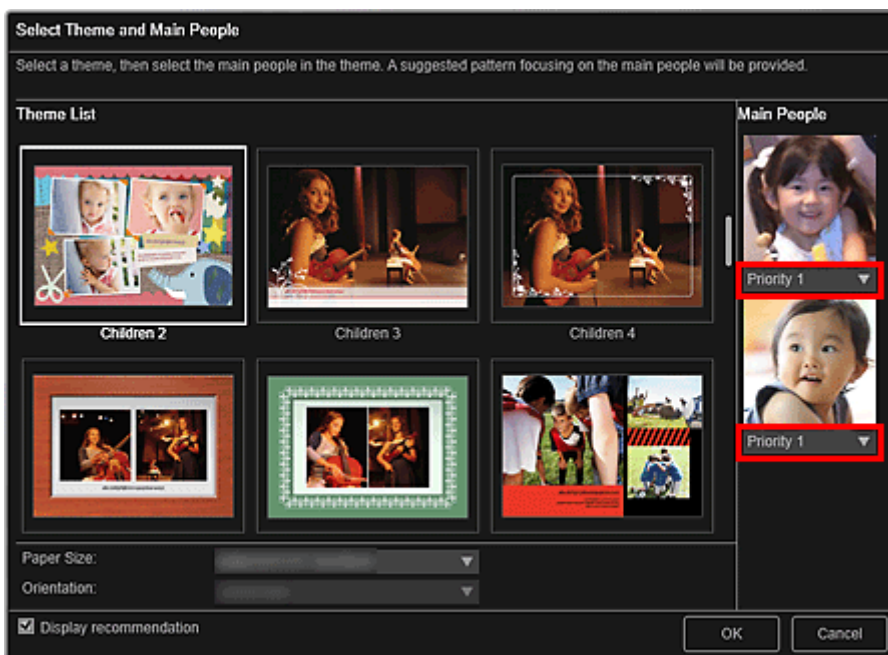 Select Theme and Main People
Select a theme, then select the main people in the theme. A suggested pattern focusing on the main people will be provided.
Theme List
Main People
Children 2
Children 3
Children 4
Priority 1
Priority 1
Paper Size:
Orientation:
Display recommendation
OK
Cancel